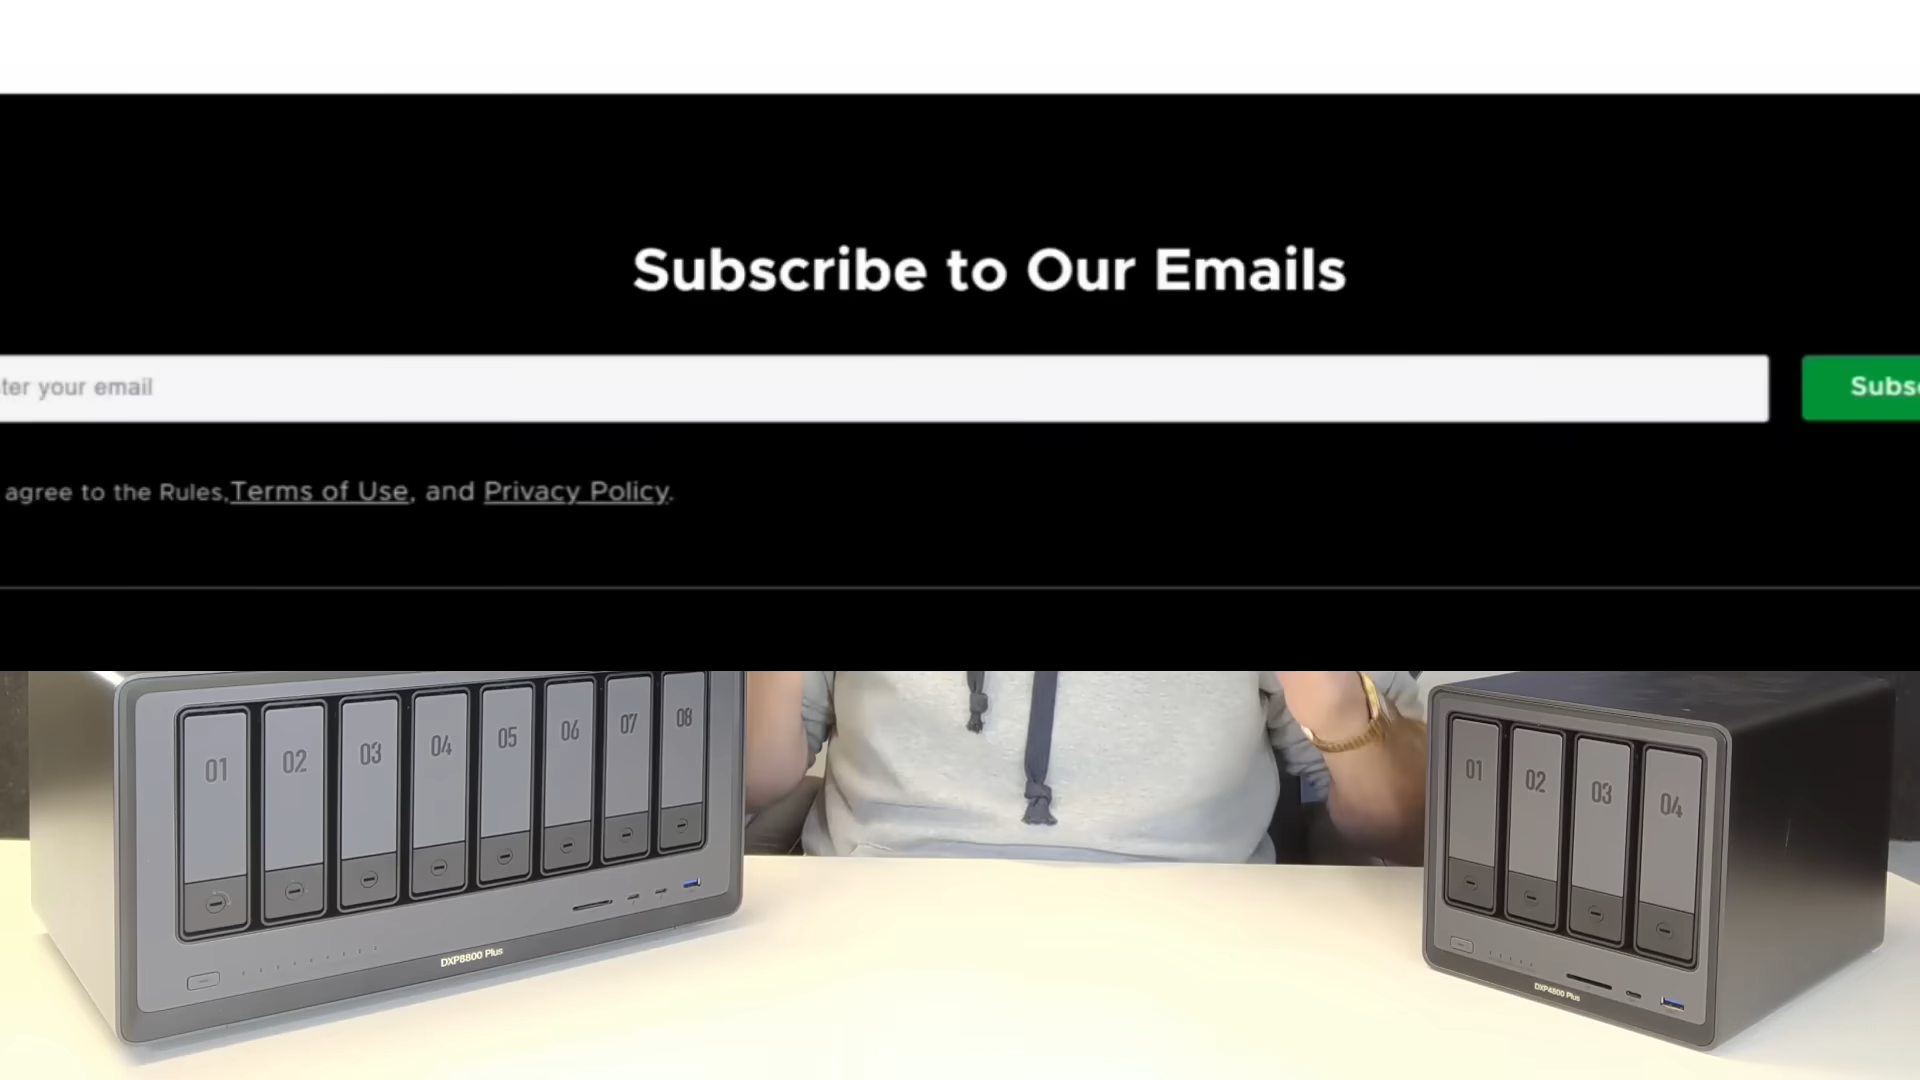 Subscribe to Our Emails
ter your email
Subs
agree to the Rules,Terms of Use, and Privacy Policy.
01 02 03 04 05 06 07 08
DXP8800 Plus
01 02 03 04
DXP4800 Plus